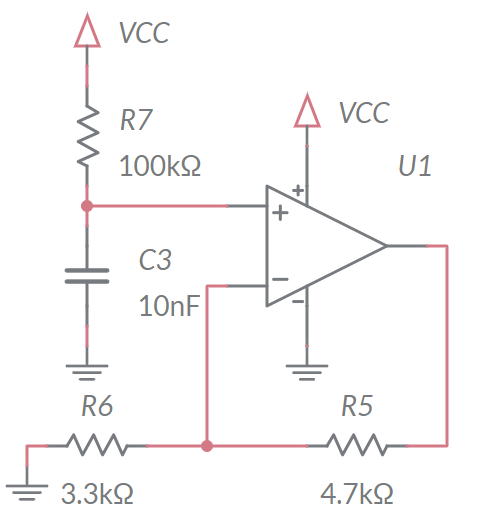 VCC
R7
100kΩ
VCC
U1
+
+
−
−
C3
10nF
R6
3.3kΩ
R5
4.7kΩ